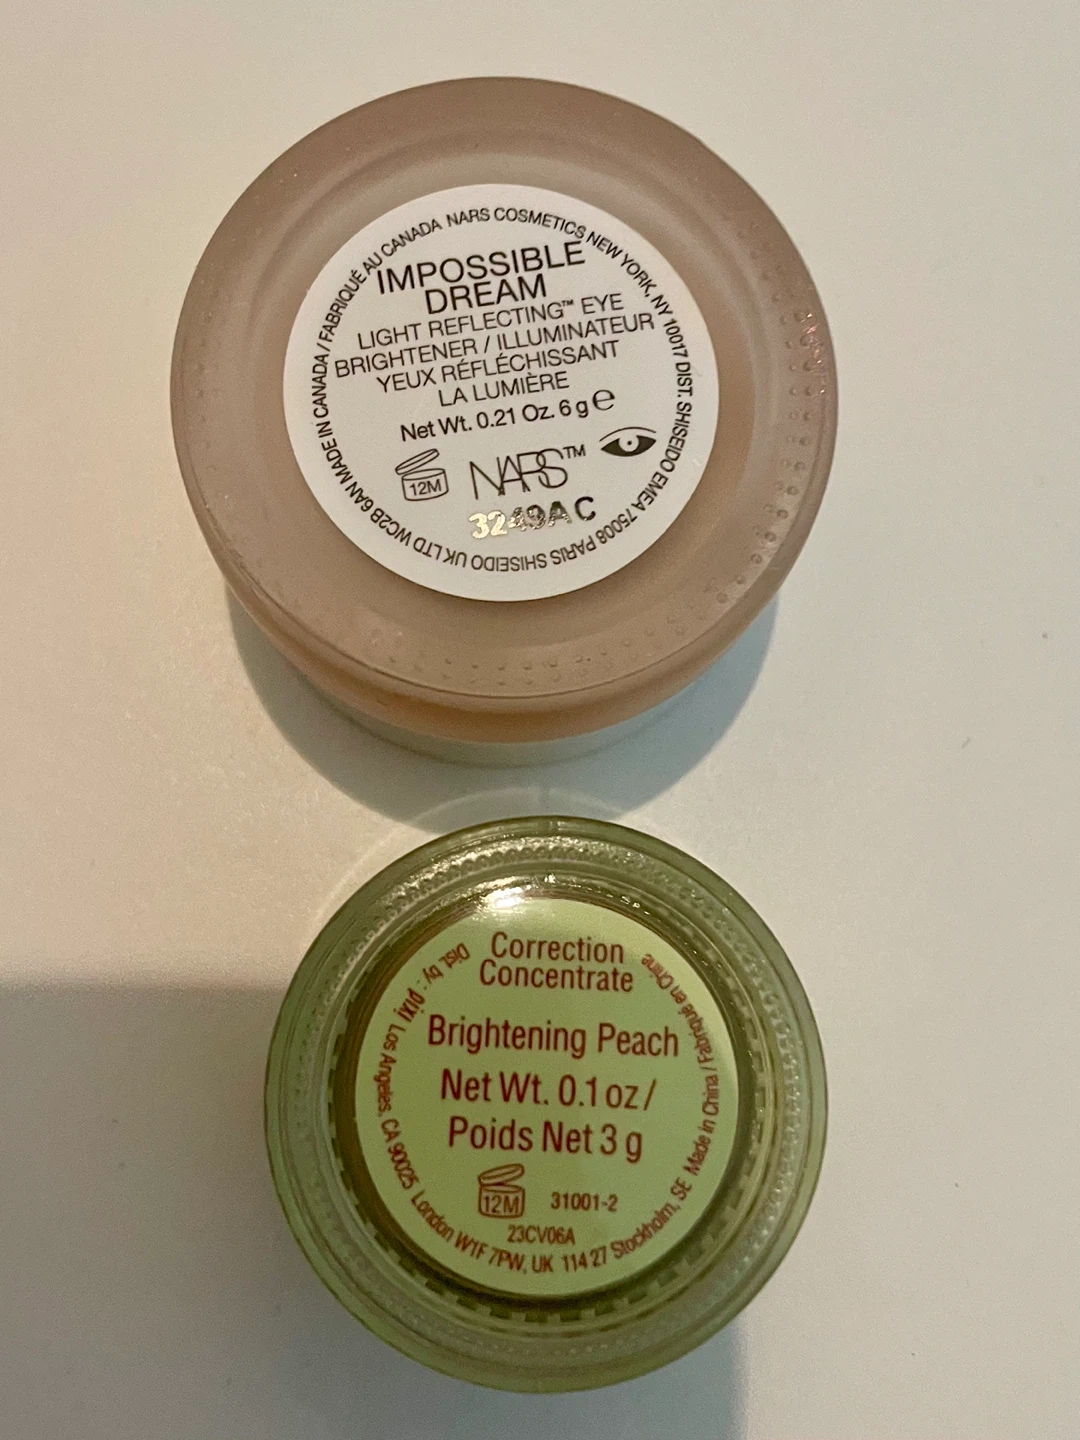 IMPOSSIBLE
DREAM
LIGHT REFLECTING™ EYE
BRIGHTENER / ILLUMINATEUR
YEUX RÉFLÉCHISSANT
LA LUMIÈRE
Net Wt. 0.21 Oz. 6 g ℮
12M
NARS™
3249A C
MADE IN CANADA / FABRIQUÉ AU CANADA NARS COSMETICS NEW YORK, NY 10017 DIST. SHISEIDO EMEA 75008 PARIS SHISEIDO UK LTD WC2B 6AN
Correction
Concentrate
Brightening Peach
Net Wt. 0.1 oz /
Poids Net 3 g
12M
31001-2
23CV06A
Dist. by: pixi Los Angeles, CA 90025 London W1F 7PW, UK 114 27 Stockholm, SE Made in China / Fabriqué en Chine